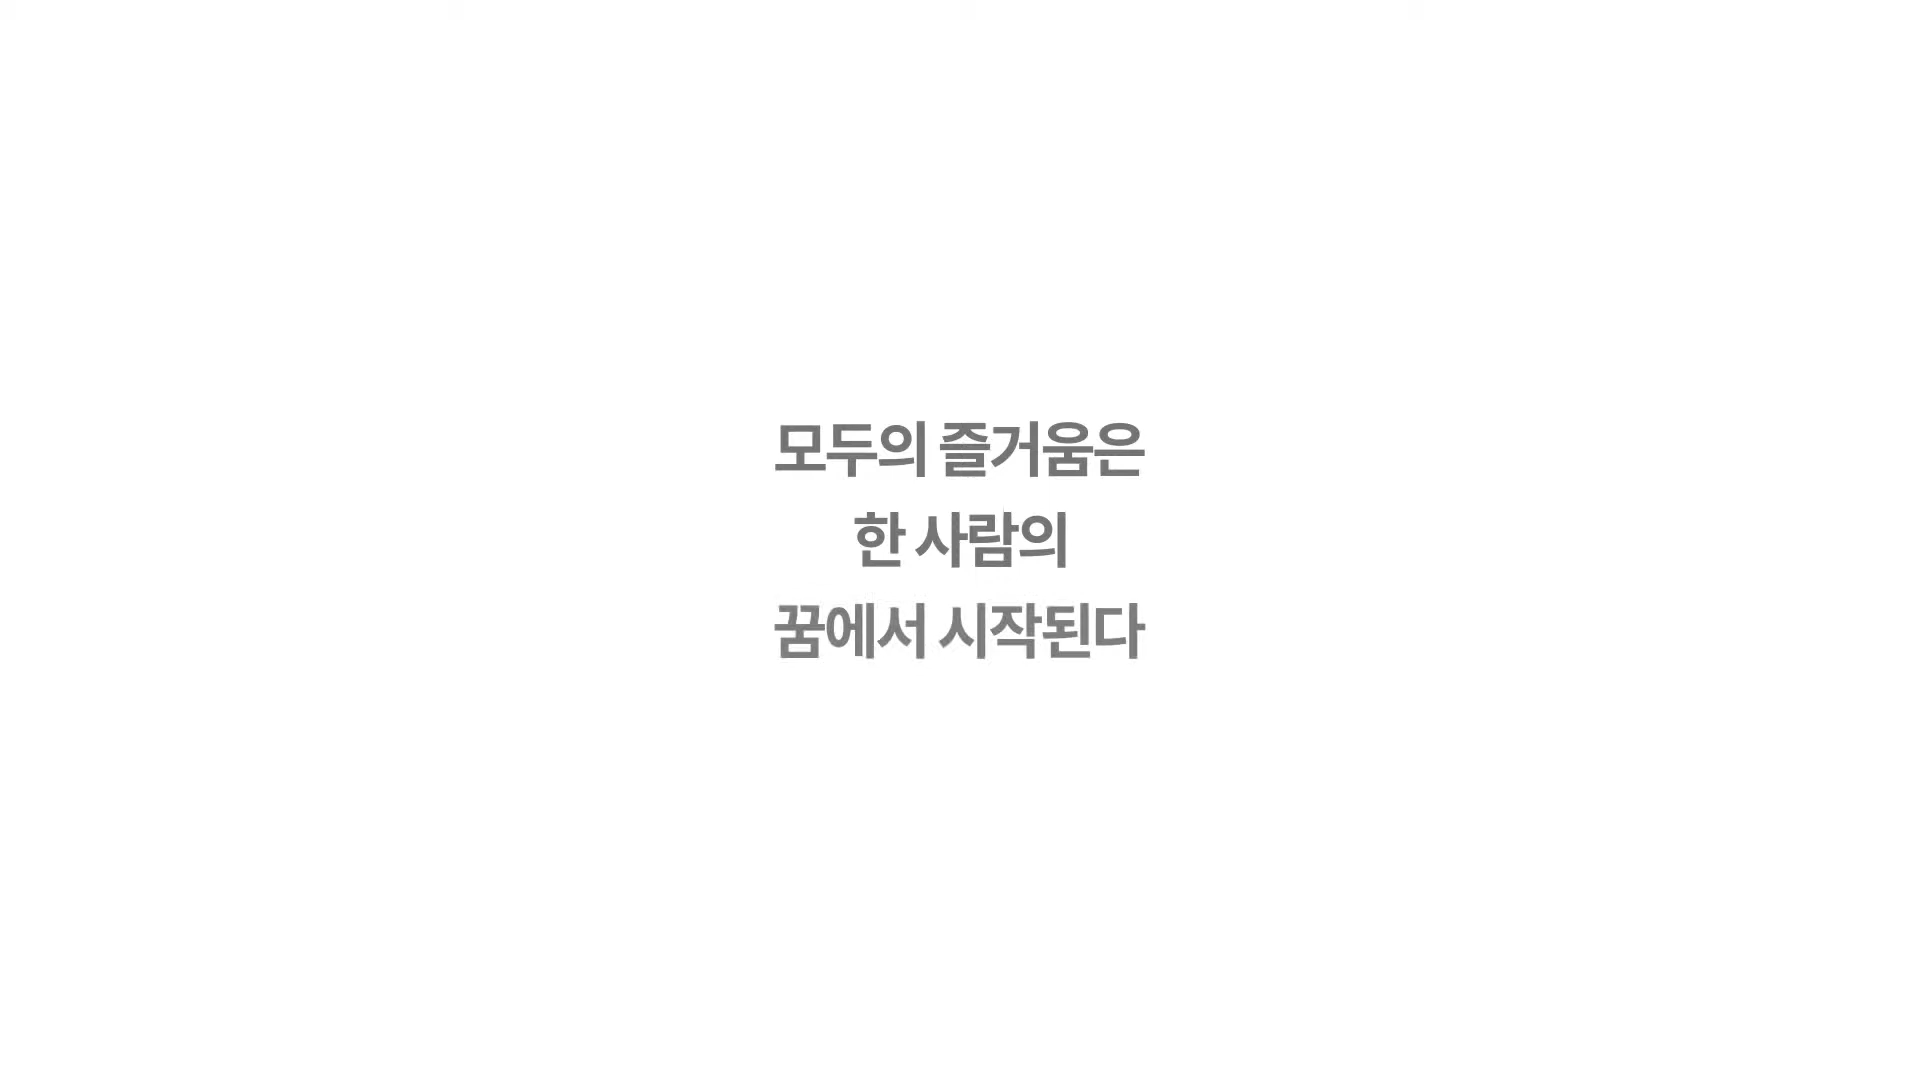 모두의 즐거움은
한 사람의
꿈에서 시작된다